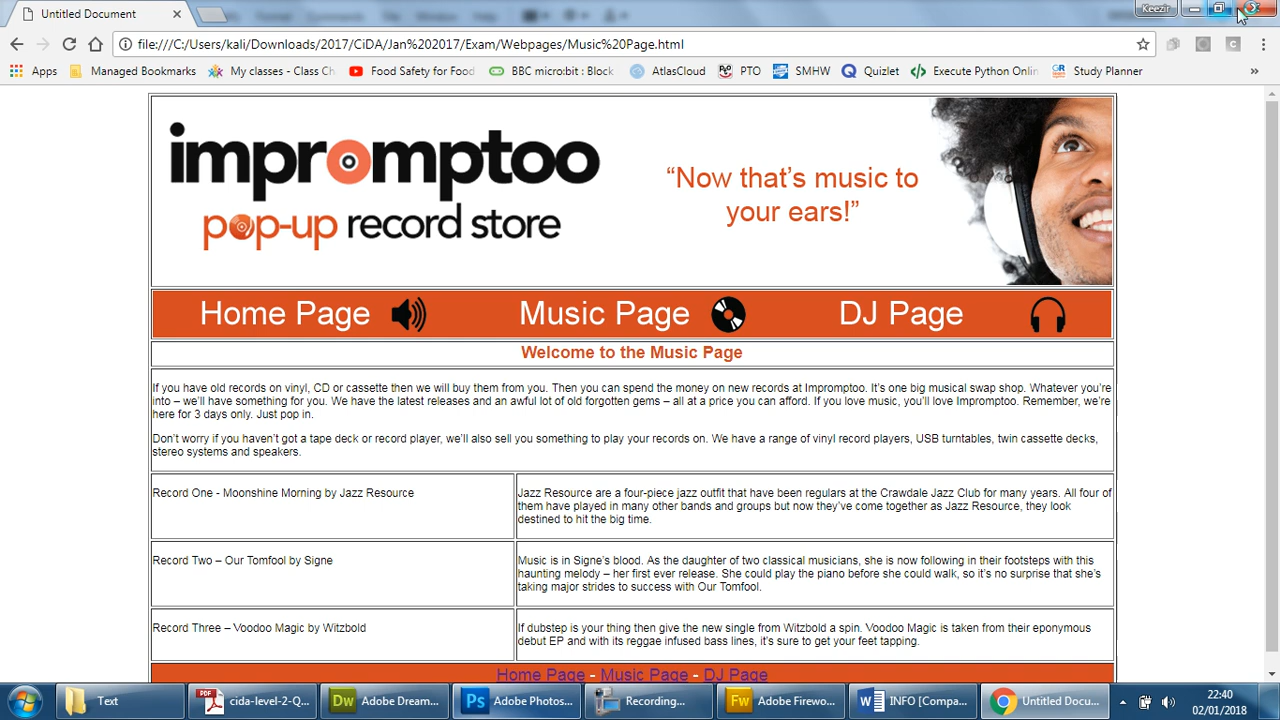 Untitled Document
Keezir
file:///C:/Users/kali/Downloads/2017/CiDA/Jan%202017/Exam/Webpages/Music%20Page.html
Apps Managed Bookmarks My classes - Class Ch Food Safety for Food BBC micro:bit : Block AtlasCloud PTO SMHW Quizlet Execute Python Onlin Study Planner »
impromptoo
pop-up record store
“Now that’s music to
your ears!”
Home Page Music Page DJ Page
Welcome to the Music Page
If you have old records on vinyl, CD or cassette then we will buy them from you. Then you can spend the money on new records at Impromptoo. It’s one big musical swap shop. Whatever you’re
into – we’ll have something for you. We have the latest releases and an awful lot of old forgotten gems – all at a price you can afford. If you love music, you’ll love Impromptoo. Remember, we’re
here for 3 days only. Just pop in.
Don’t worry if you haven’t got a tape deck or record player, we’ll also sell you something to play your records on. We have a range of vinyl record players, USB turntables, twin cassette decks,
stereo systems and speakers.
Record One - Moonshine Morning by Jazz Resource
Jazz Resource are a four-piece jazz outfit that have been regulars at the Crawdale Jazz Club for many years. All four of
them have played in many other bands and groups but now they’ve come together as Jazz Resource, they look
destined to hit the big time.
Record Two – Our Tomfool by Signe
Music is in Signe’s blood. As the daughter of two classical musicians, she is now following in their footsteps with this
haunting melody – her first ever release. She could play the piano before she could walk, so it’s no surprise that she’s
taking major strides to success with Our Tomfool.
Record Three – Voodoo Magic by Witzbold
If dubstep is your thing then give the new single from Witzbold a spin. Voodoo Magic is taken from their eponymous
debut EP and with its reggae infused bass lines, it’s sure to get your feet tapping.
Home Page - Music Page - DJ Page
Text cida-level-2-Q... Dw Adobe Dream... Ps Adobe Photos... Recording... Fw Adobe Firewo... INFO [Compa... Untitled Docu...
22:40
02/01/2018